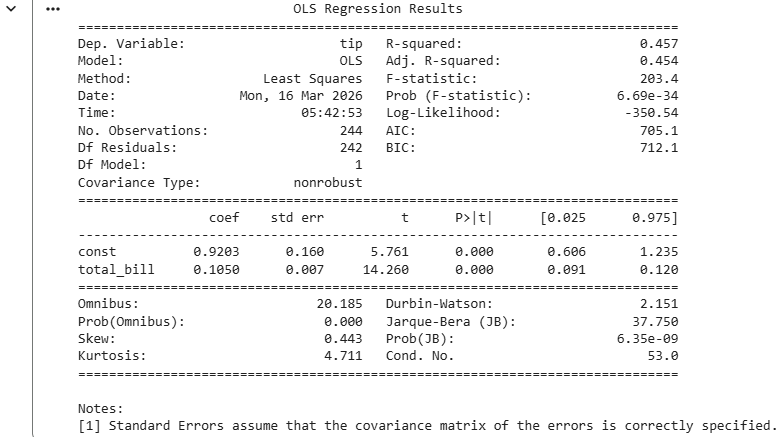 OLS Regression Results
==============================================================================
Dep. Variable:                    tip   R-squared:                       0.457
Model:                            OLS   Adj. R-squared:                  0.454
Method:                 Least Squares   F-statistic:                     203.4
Date:                Mon, 16 Mar 2026   Prob (F-statistic):           6.69e-34
Time:                        05:42:53   Log-Likelihood:                -350.54
No. Observations:                 244   AIC:                             705.1
Df Residuals:                     242   BIC:                             712.1
Df Model:                           1
Covariance Type:            nonrobust
==============================================================================
                 coef    std err          t      P>|t|      [0.025      0.975]
------------------------------------------------------------------------------
const          0.9203      0.160      5.761      0.000       0.606       1.235
total_bill     0.1050      0.007     14.260      0.000       0.091       0.120
==============================================================================
Omnibus:                       20.185   Durbin-Watson:                   2.151
Prob(Omnibus):                  0.000   Jarque-Bera (JB):               37.750
Skew:                           0.443   Prob(JB):                     6.35e-09
Kurtosis:                       4.711   Cond. No.                         53.0
==============================================================================
Notes:
[1] Standard Errors assume that the covariance matrix of the errors is correctly specified.